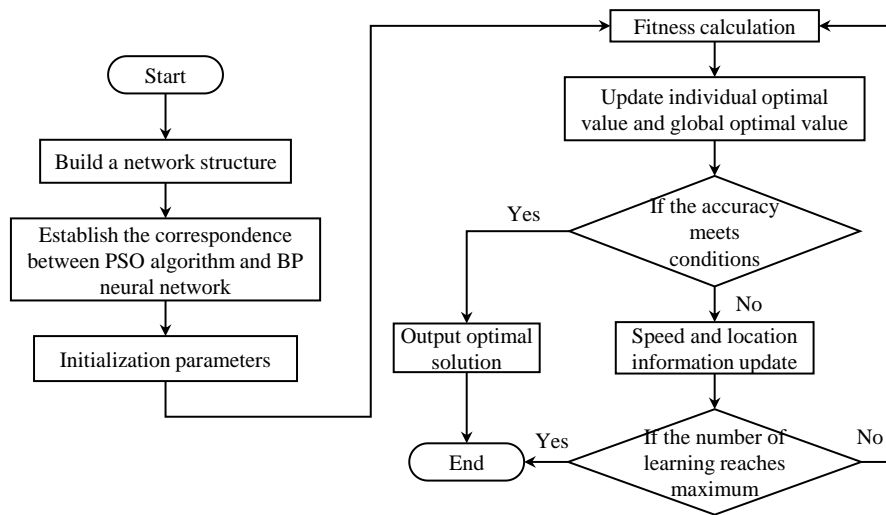 Start
Build a network structure
Establish the correspondence
between PSO algorithm and BP
neural network
Initialization parameters
Fitness calculation
Update individual optimal
value and global optimal value
If the accuracy
meets
conditions
Yes
No
Output optimal
solution
Speed and location
information update
If the number of
learning reaches
maximum
Yes
No
End